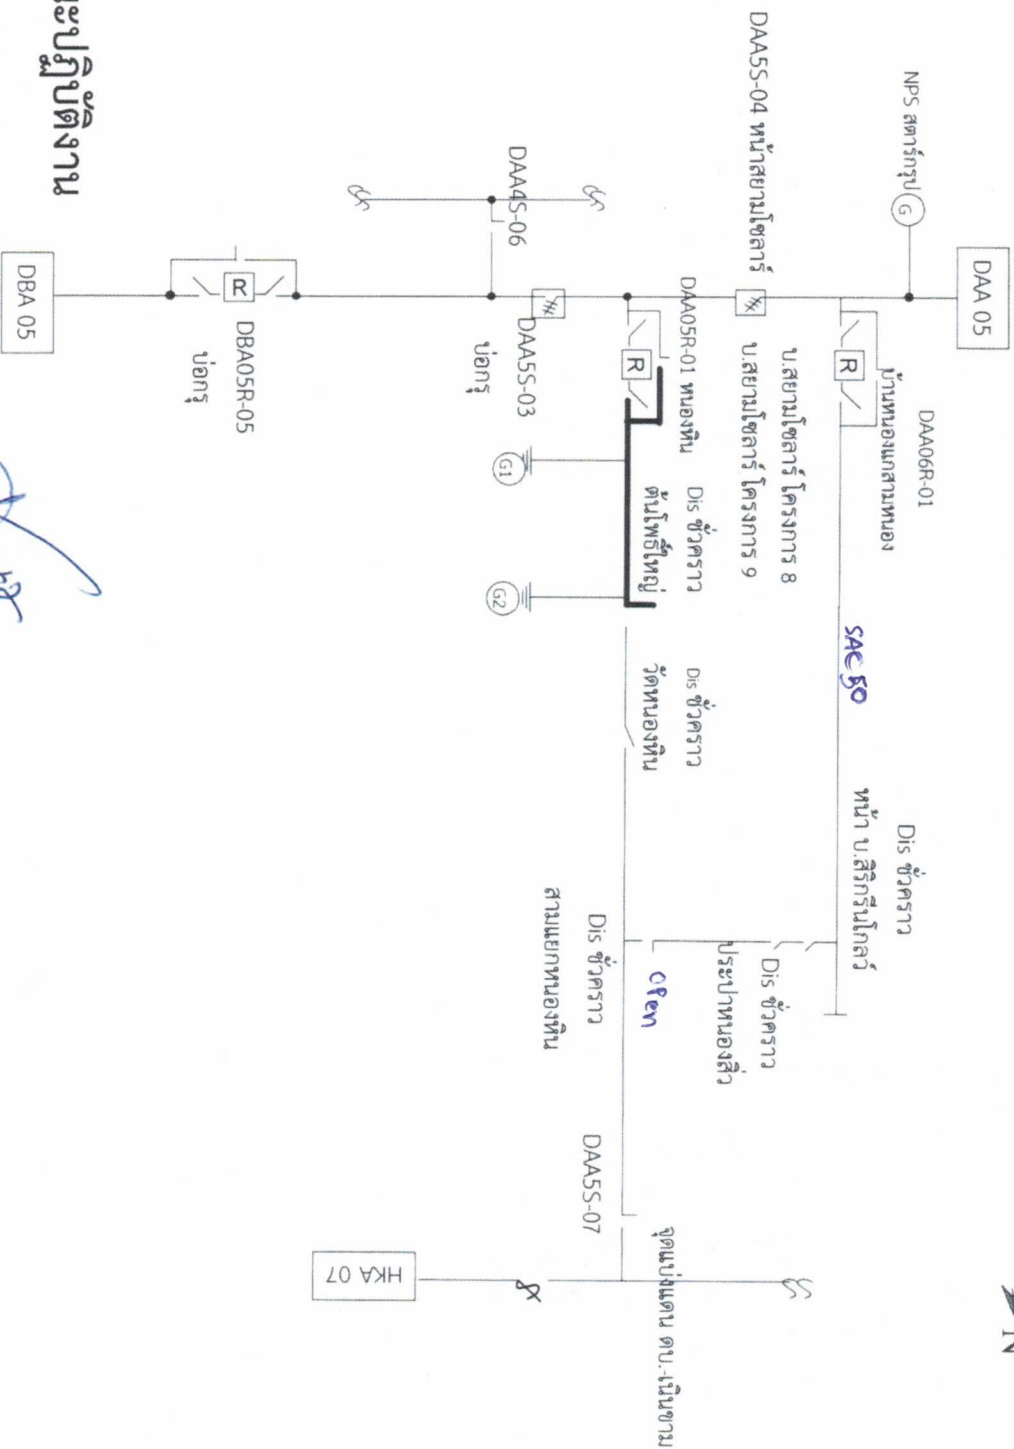 ะปฏิบัติงาน
NPS สตาร์กรุป
G
DAA 05
DAA5S-04 หน้าสยามโซลาร์
บ.สยามโซลาร์ โครงการ 8
บ.สยามโซลาร์ โครงการ 9
R
DAA06R-01
บ้านหนองแกสามหนอง
SAC 50
Dis ชั่วคราว
หน้า บ.สิริกรีนโกลว์
DAA4S-06
DAA05R-01 หนองหิน
R
DAA5S-03
บ่อกรุ
G1
G2
Dis ชั่วคราว
ต้นโพธิ์ใหญ่
Dis ชั่วคราว
วัดหนองหิน
Dis ชั่วคราว
ประปาหนองสิ่ว
OPen
Dis ชั่วคราว
สามแยกหนองหิน
DAA5S-07
จุดแบ่งแดน ดบ.-เนินขาม
HKA 07
DBA 05
R
DBA05R-05
บ่อกรุ
N